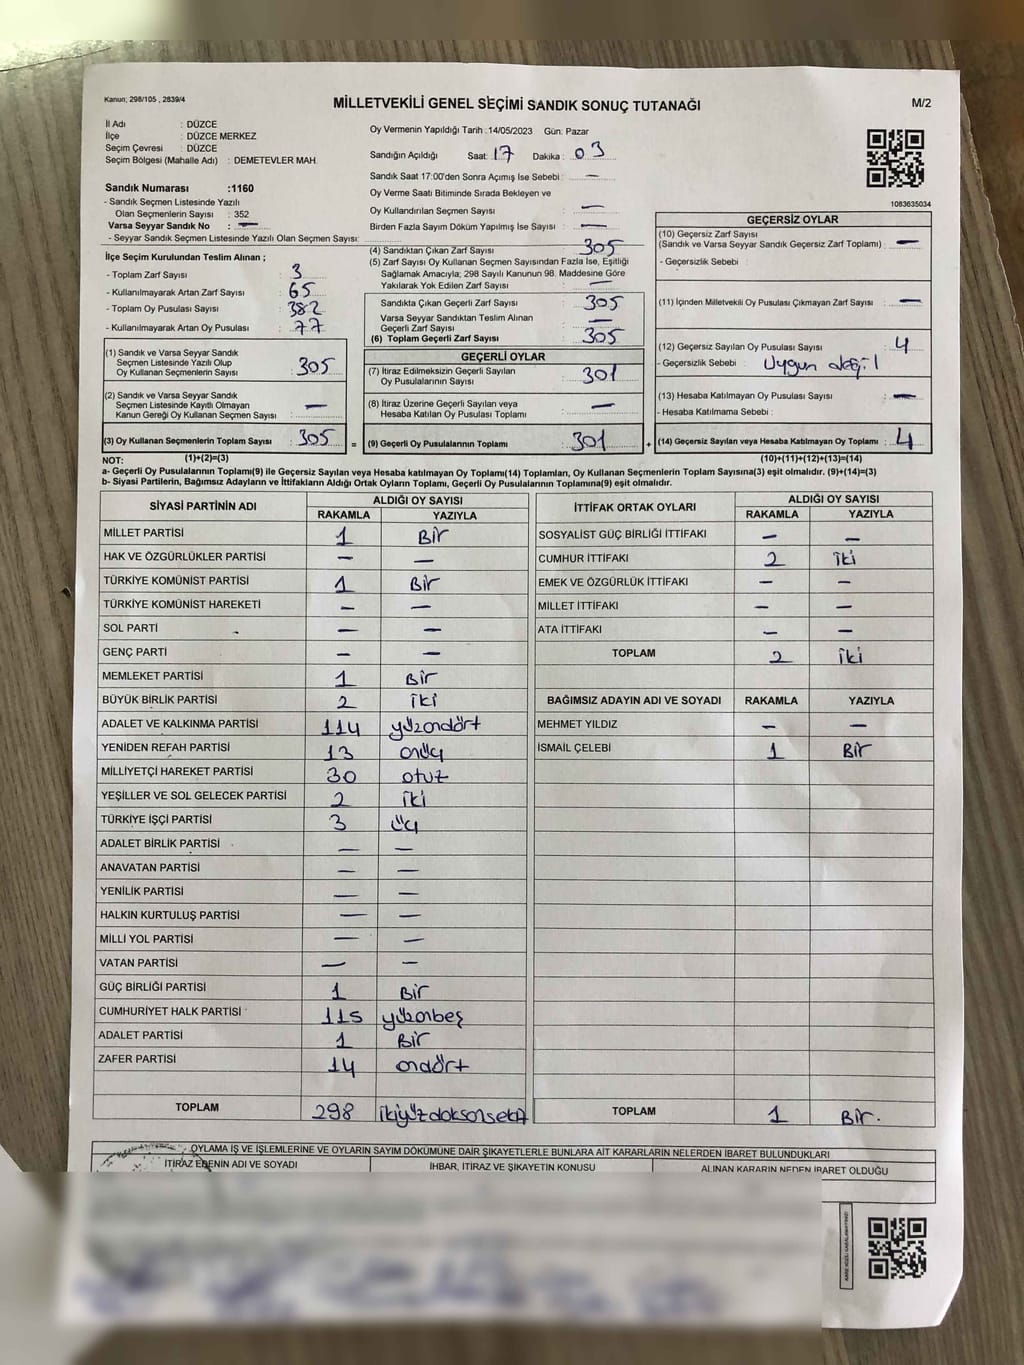 Kanun; 298/105 , 2839/4
MİLLETVEKİLİ GENEL SEÇİMİ SANDIK SONUÇ TUTANAĞI
M/2
İl Adı : DÜZCE
İlçe : DÜZCE MERKEZ
Seçim Çevresi : DÜZCE
Seçim Bölgesi (Mahalle Adı) : DEMETEVLER MAH.
Sandık Numarası :1160
- Sandık Seçmen Listesinde Yazılı
Olan Seçmenlerin Sayısı : 352
Varsa Seyyar Sandık No : —
- Seyyar Sandık Seçmen Listesinde Yazılı Olan Seçmen Sayısı:
Oy Vermenin Yapıldığı Tarih :14/05/2023 Gün: Pazar
Sandığın Açıldığı Saat: 17 Dakika : 03
Sandık Saat 17:00'den Sonra Açımış İse Sebebi : —
Oy Verme Saati Bitiminde Sırada Bekleyen ve
Oy Kullandırılan Seçmen Sayısı : —
Birden Fazla Sayım Döküm Yapılmış İse Sayısı : —
1083635034
İlçe Seçim Kurulundan Teslim Alınan ;
- Toplam Zarf Sayısı : 3
- Kullanılmayarak Artan Zarf Sayısı : 65
- Toplam Oy Pusulası Sayısı : 382
- Kullanılmayarak Artan Oy Pusulası : 77
(4) Sandıktan Çıkan Zarf Sayısı : 305
(5) Zarf Sayısı Oy Kullanan Seçmen Sayısından Fazla İse, Eşitliği
Sağlamak Amacıyla; 298 Sayılı Kanunun 98. Maddesine Göre
Yakılarak Yok Edilen Zarf Sayısı : —
Sandıkta Çıkan Geçerli Zarf Sayısı : 305
Varsa Seyyar Sandıktan Teslim Alınan
Geçerli Zarf Sayısı : —
(6) Toplam Geçerli Zarf Sayısı : 305
GEÇERSİZ OYLAR
(10) Geçersiz Zarf Sayısı
(Sandık ve Varsa Seyyar Sandık Geçersiz Zarf Toplamı) : —
- Geçersizlik Sebebi :
(11) İçinden Milletvekili Oy Pusulası Çıkmayan Zarf Sayısı : —
(12) Geçersiz Sayılan Oy Pusulası Sayısı : 4
- Geçersizlik Sebebi : Uygun değil
(13) Hesaba Katılmayan Oy Pusulası Sayısı : —
- Hesaba Katılmama Sebebi :
(14) Geçersiz Sayılan veya Hesaba Katılmayan Oy Toplamı : 4
(1) Sandık ve Varsa Seyyar Sandık
Seçmen Listesinde Yazılı Olup
Oy Kullanan Seçmenlerin Sayısı : 305
(2) Sandık ve Varsa Seyyar Sandık
Seçmen Listesinde Kayıtlı Olmayan
Kanun Gereği Oy Kullanan Seçmen Sayısı : —
(3) Oy Kullanan Seçmenlerin Toplam Sayısı : 305 =
GEÇERLİ OYLAR
(7) İtiraz Edilmeksizin Geçerli Sayılan
Oy Pusulalarının Sayısı : 301
(8) İtiraz Üzerine Geçerli Sayılan veya
Hesaba Katılan Oy Pusulası Toplamı : —
(9) Geçerli Oy Pusulalarının Toplamı : 301 +
NOT: (1)+(2)=(3) (10)+(11)+(12)+(13)=(14)
a- Geçerli Oy Pusulalarının Toplamı(9) ile Geçersiz Sayılan veya Hesaba katılmayan Oy Toplamı(14) Toplamları, Oy Kullanan Seçmenlerin Toplam Sayısına(3) eşit olmalıdır. (9)+(14)=(3)
b- Siyasi Partilerin, Bağımsız Adayların ve İttifakların Aldığı Ortak Oyların Toplamı, Geçerli Oy Pusulalarının Toplamına(9) eşit olmalıdır.
SİYASİ PARTİNİN ADI ALDIĞI OY SAYISI
RAKAMLA YAZIYLA
MİLLET PARTİSİ 1 Bir
HAK VE ÖZGÜRLÜKLER PARTİSİ — —
TÜRKİYE KOMÜNİST PARTİSİ 1 Bir
TÜRKİYE KOMÜNİST HAREKETİ — —
SOL PARTİ — —
GENÇ PARTİ — —
MEMLEKET PARTİSİ 1 Bir
BÜYÜK BİRLİK PARTİSİ 2 iki
ADALET VE KALKINMA PARTİSİ 114 yüzondört
YENİDEN REFAH PARTİSİ 13 onüç
MİLLİYETÇİ HAREKET PARTİSİ 30 otuz
YEŞİLLER VE SOL GELECEK PARTİSİ 2 iki
TÜRKİYE İŞÇİ PARTİSİ 3 üç
ADALET BİRLİK PARTİSİ — —
ANAVATAN PARTİSİ — —
YENİLİK PARTİSİ — —
HALKIN KURTULUŞ PARTİSİ — —
MİLLİ YOL PARTİSİ — —
VATAN PARTİSİ — —
GÜÇ BİRLİĞİ PARTİSİ 1 Bir
CUMHURİYET HALK PARTİSİ 115 yüzonbeş
ADALET PARTİSİ 1 Bir
ZAFER PARTİSİ 14 ondört
TOPLAM 298
İTTİFAK ORTAK OYLARI ALDIĞI OY SAYISI
RAKAMLA YAZIYLA
SOSYALİST GÜÇ BİRLİĞİ İTTİFAKI — —
CUMHUR İTTİFAKI 2 iki
EMEK VE ÖZGÜRLÜK İTTİFAKI — —
MİLLET İTTİFAKI — —
ATA İTTİFAKI — —
TOPLAM 2 iki
BAĞIMSIZ ADAYIN ADI VE SOYADI RAKAMLA YAZIYLA
MEHMET YILDIZ — —
İSMAİL ÇELEBİ 1 Bir
TOPLAM 1 Bir.
OYLAMA İŞ VE İŞLEMLERİNE VE OYLARIN SAYIM DÖKÜMÜNE DAİR ŞİKAYETLERLE BUNLARA AİT KARARLARIN NELERDEN İBARET BULUNDUKLARI
İTİRAZ EDENİN ADI VE SOYADI İHBAR, İTİRAZ VE ŞİKAYETİN KONUSU ALINAN KARARIN NEDEN İBARET OLDUĞU